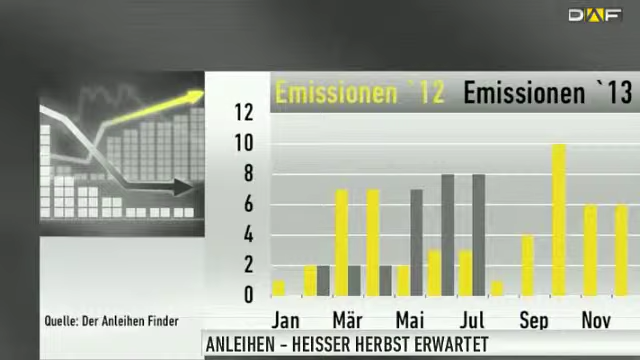 DAF
Emissionen `12 Emissionen `13
12
10
8
6
4
2
0
Jan Mär Mai Jul Sep Nov
Quelle: Der Anleihen Finder
ANLEIHEN – HEISSER HERBST ERWARTET